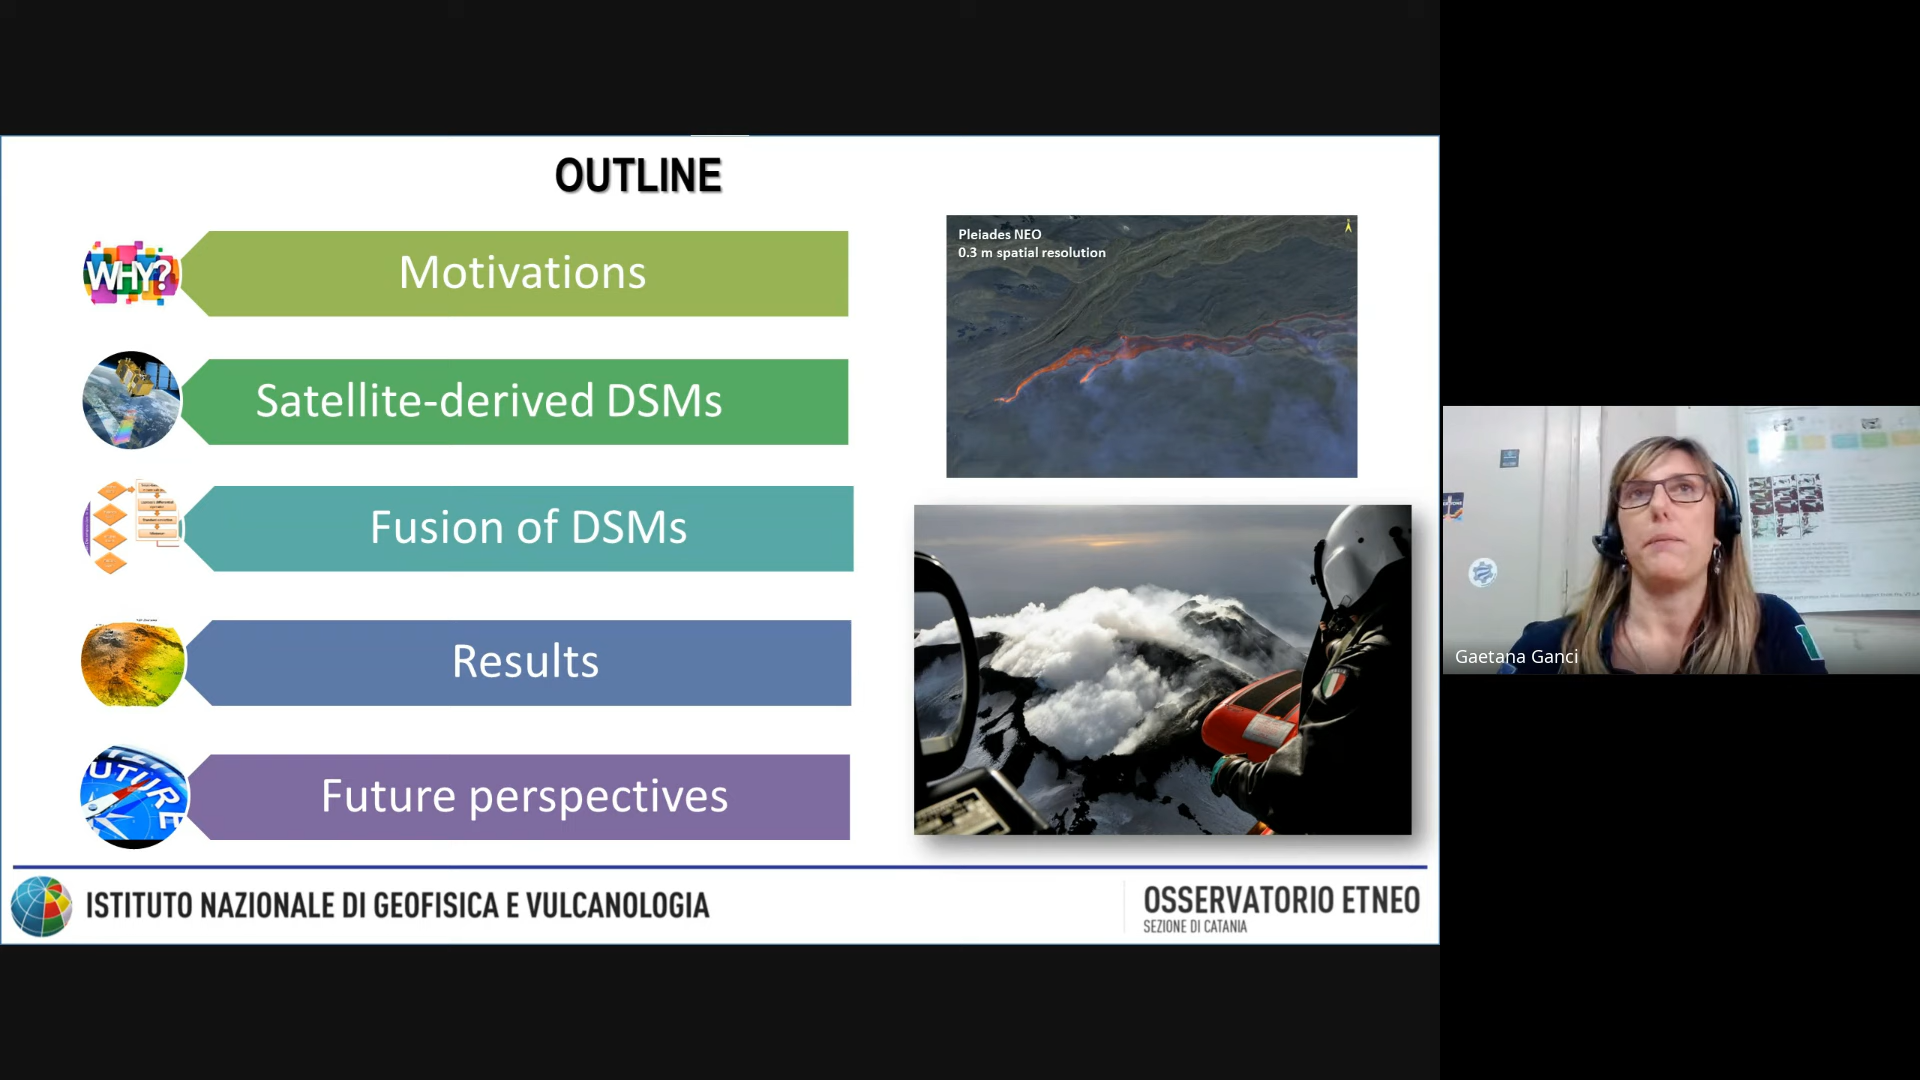 OUTLINE
WHY?
Motivations
Satellite-derived DSMs
Fusion of DSMs
Results
FUTURE
Future perspectives
Pleiades NEO
0.3 m spatial resolution
ISTITUTO NAZIONALE DI GEOFISICA E VULCANOLOGIA
OSSERVATORIO ETNEO
SEZIONE DI CATANIA
Gaetana Ganci